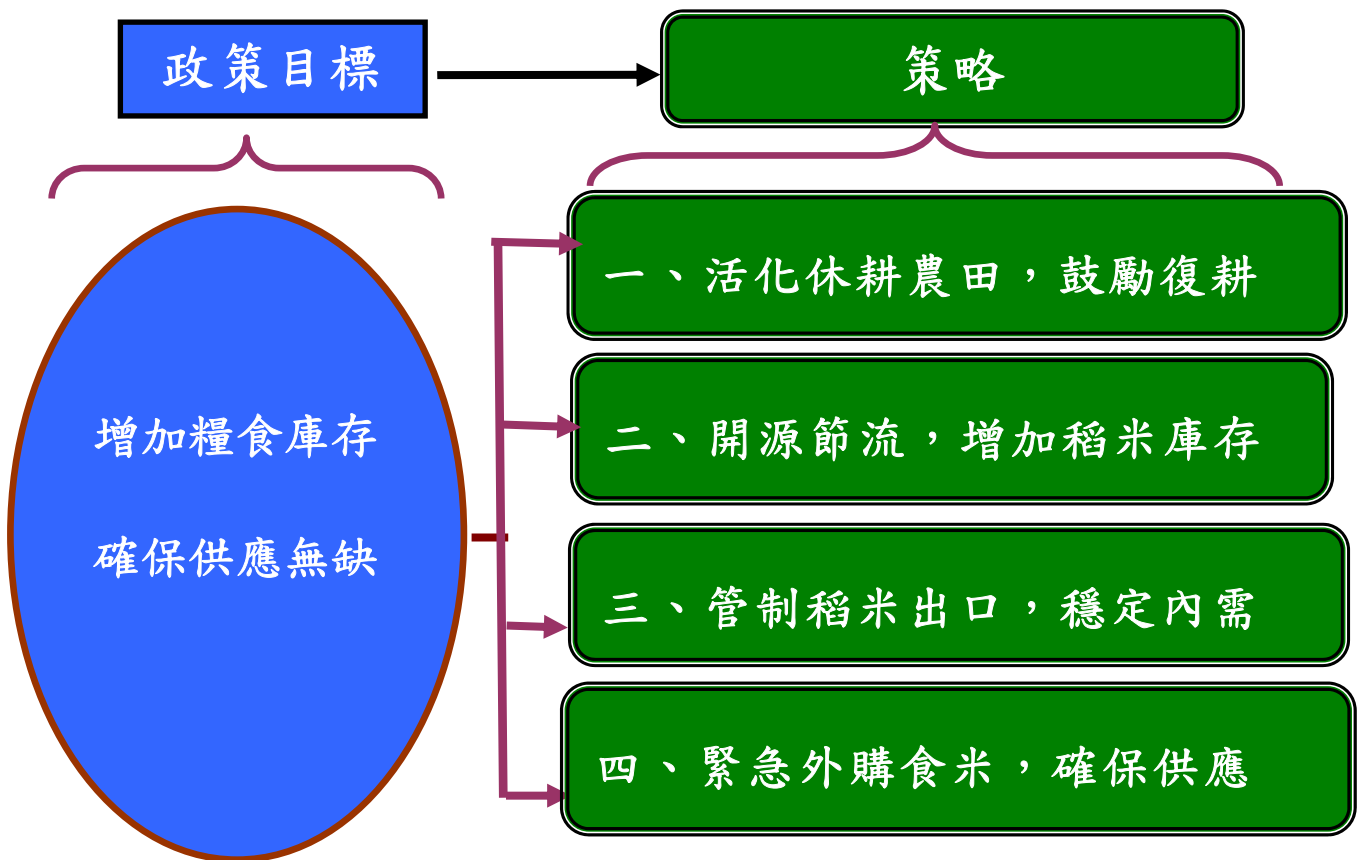 政策目標
策略
增加糧食庫存
確保供應無缺
一、活化休耕農田，鼓勵復耕
二、開源節流，增加稻米庫存
三、管制稻米出口，穩定內需
四、緊急外購食米，確保供應